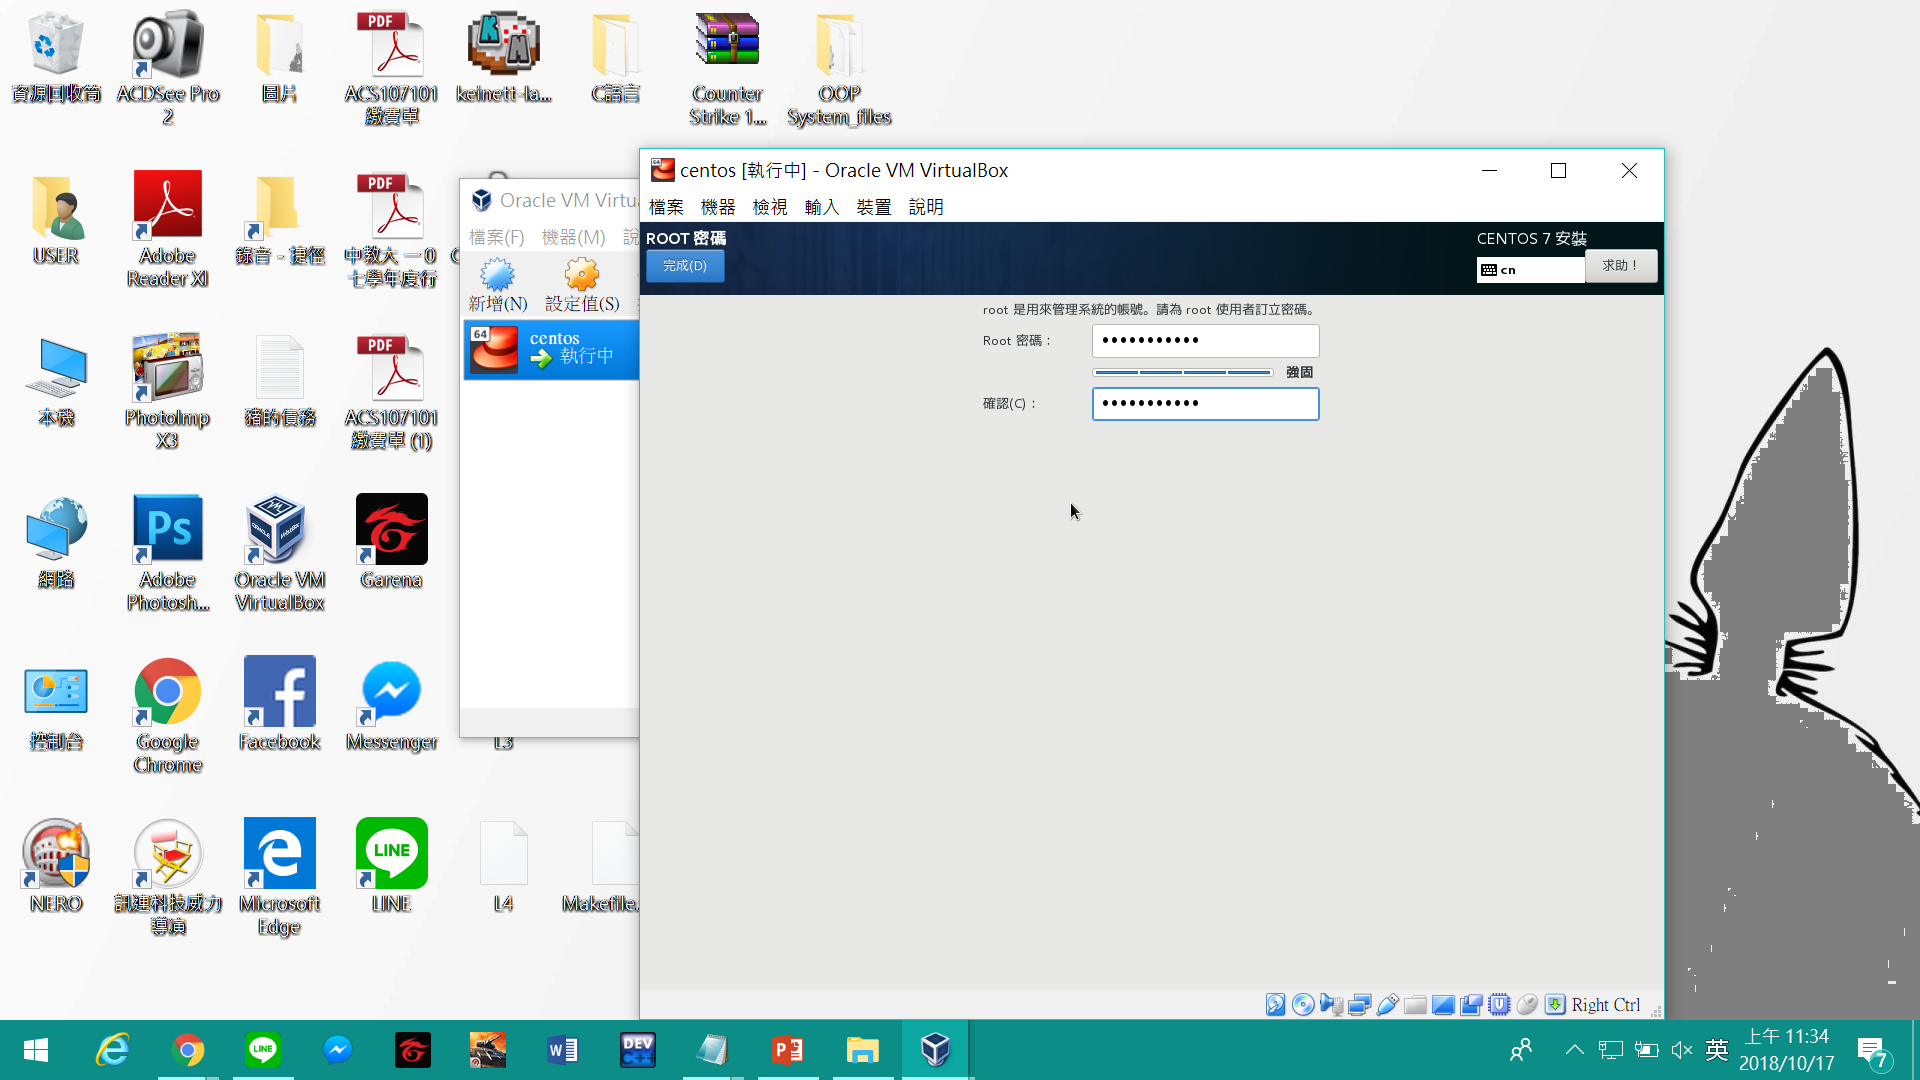 資源回收筒
ACDSee Pro 2
圖片
ACS107101 繳費單
keinett-la...
C語言
Counter Strike 1...
OOP System_files
USER
Adobe Reader XI
錄音 - 捷徑
中教大 一0七學年度行
本機
PhotoImp X3
豬的債務
ACS107101 繳費單 (1)
網路
Adobe Photosh...
Oracle VM VirtualBox
Garena
控制台
Google Chrome
Facebook
Messenger
L3
NERO
訊連科技威力導演
Microsoft Edge
LINE
L4
Makefile.
Oracle VM Virtu
檔案(F) 機器(M) 說
新增(N) 設定值(S)
64
centos
執行中
centos [執行中] - Oracle VM VirtualBox
檔案 機器 檢視 輸入 裝置 說明
ROOT 密碼
CENTOS 7 安裝
完成(D)
cn
求助！
root 是用來管理系統的帳號。請為 root 使用者訂立密碼。
Root 密碼：
強固
確認(C)：
Right Ctrl
英
上午 11:34
2018/10/17
7